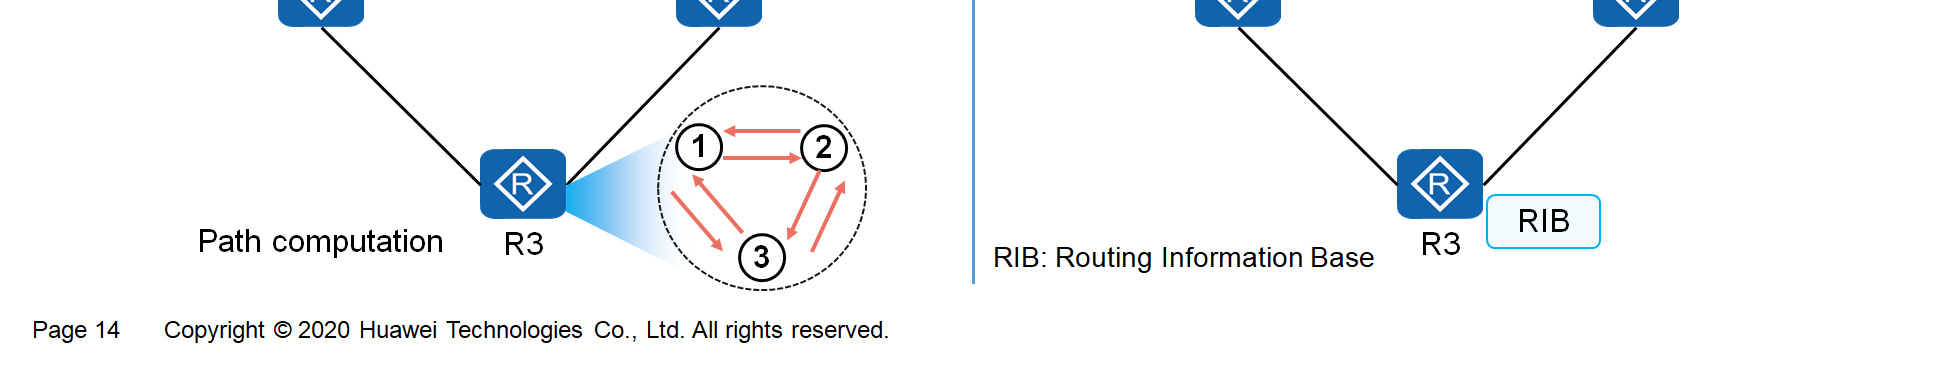 1
2
R
3
Path computation
R3
R
RIB
RIB: Routing Information Base
R3
Page 14
Copyright © 2020 Huawei Technologies Co., Ltd. All rights reserved.